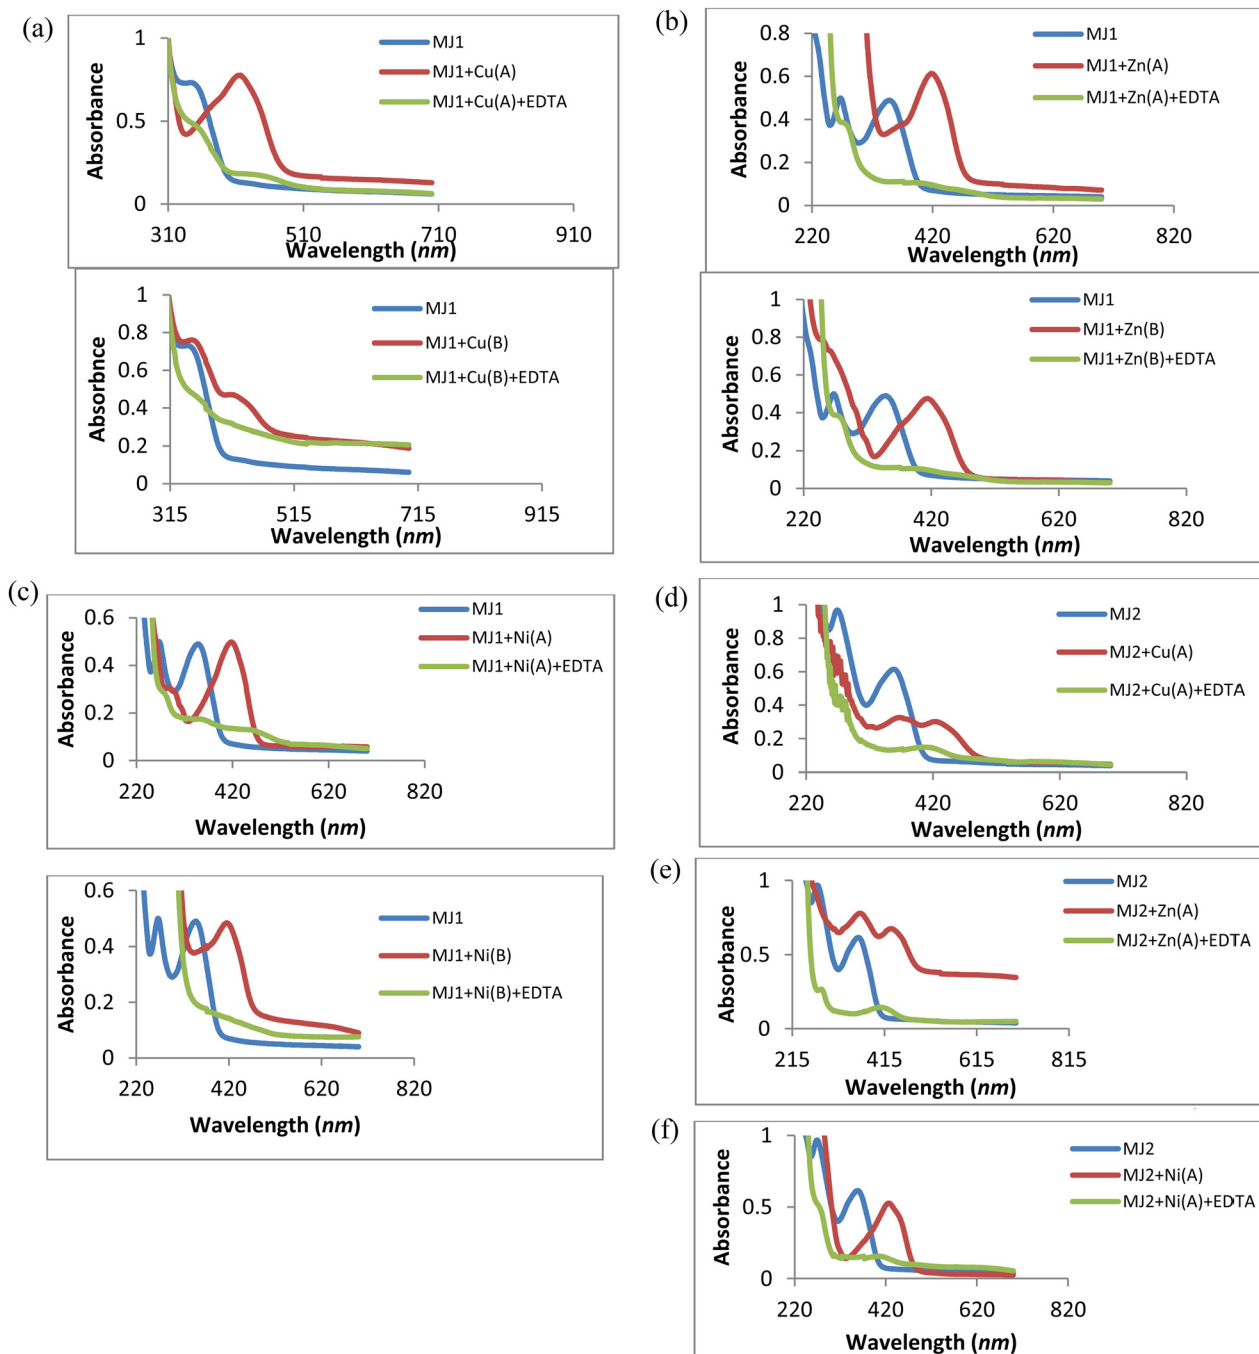 (a)
1
0.5
0
Absorbance
310 510 710 910
Wavelength (nm)
MJ1
MJ1+Cu(A)
MJ1+Cu(A)+EDTA
1
0.8
0.6
0.4
0.2
0
Absorbnce
315 515 715 915
Wavelength (nm)
MJ1
MJ1+Cu(B)
MJ1+Cu(B)+EDTA
(b)
0.8
0.6
0.4
0.2
0
Absorbance
220 420 620 820
Wavelength (nm)
MJ1
MJ1+Zn(A)
MJ1+Zn(A)+EDTA
1
0.8
0.6
0.4
0.2
0
Absorbance
220 420 620 820
Wavelength (nm)
MJ1
MJ1+Zn(B)
MJ1+Zn(B)+EDTA
(c)
0.6
0.4
0.2
0
Absorbance
220 420 620 820
Wavelength (nm)
MJ1
MJ1+Ni(A)
MJ1+Ni(A)+EDTA
0.6
0.4
0.2
0
Absorbance
220 420 620 820
Wavelength (nm)
MJ1
MJ1+Ni(B)
MJ1+Ni(B)+EDTA
(d)
1
0.8
0.6
0.4
0.2
0
Absorbance
220 420 620 820
Wavelength (nm)
MJ2
MJ2+Cu(A)
MJ2+Cu(A)+EDTA
(e)
1
0.5
0
Absorbance
215 415 615 815
Wavelength (nm)
MJ2
MJ2+Zn(A)
MJ2+Zn(A)+EDTA
(f)
1
0.5
0
Absorbance
220 420 620 820
Wavelength (nm)
MJ2
MJ2+Ni(A)
MJ2+Ni(A)+EDTA